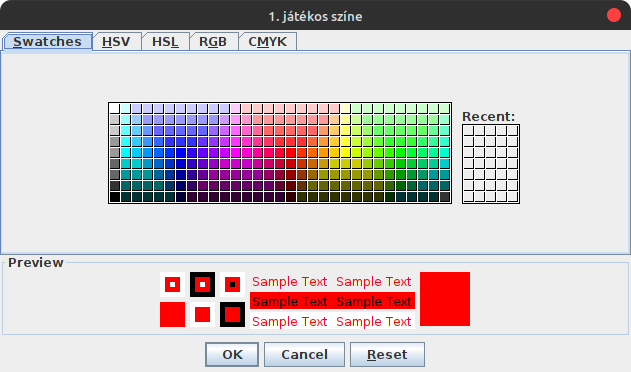 1. játékos színe
Swatches HSV HSL RGB CMYK
Recent:
Preview
Sample Text Sample Text
Sample Text Sample Text
Sample Text Sample Text
OK Cancel Reset